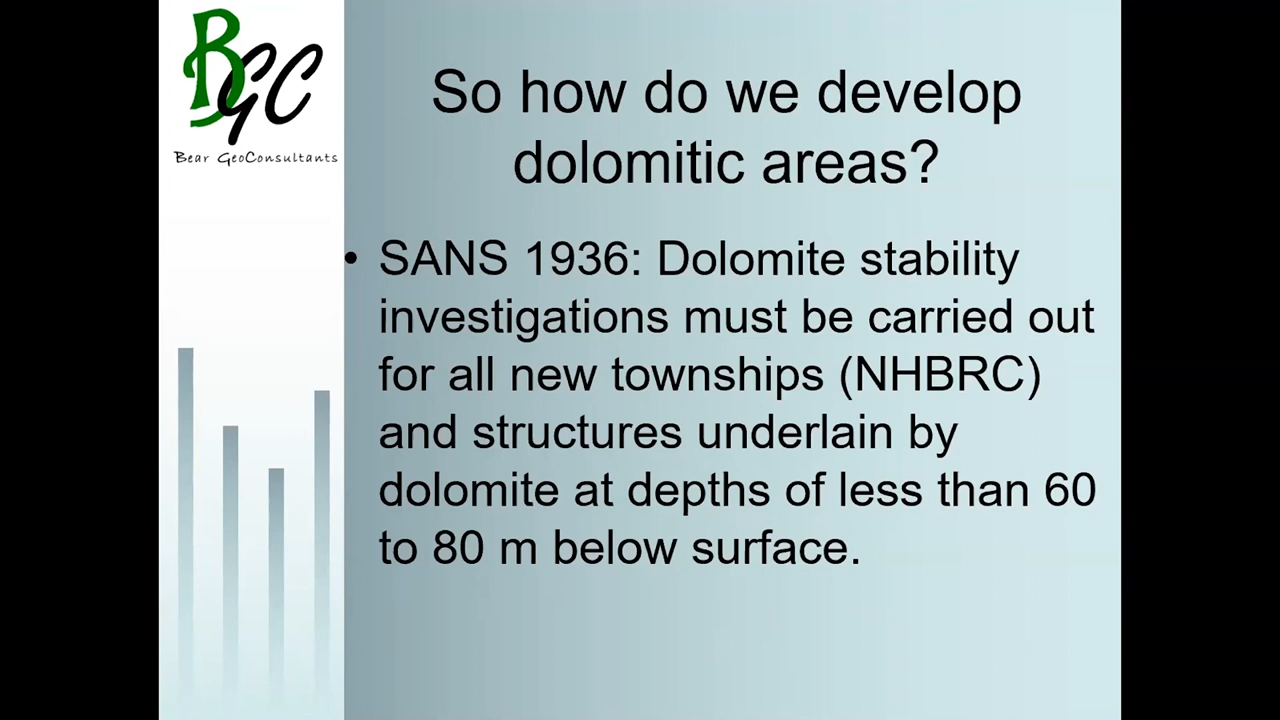 BGC
Bear GeoConsultants
So how do we develop
dolomitic areas?
• SANS 1936: Dolomite stability
investigations must be carried out
for all new townships (NHBRC)
and structures underlain by
dolomite at depths of less than 60
to 80 m below surface.